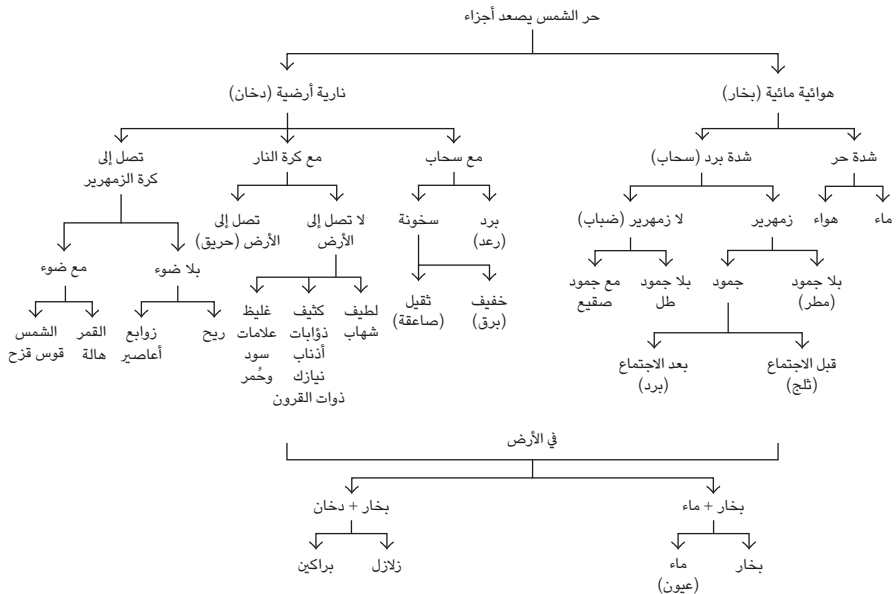 حر الشمس يصعد أجزاء
هوائية مائية (بخار)
نارية أرضية (دخان)
شدة حر
شدة برد (سحاب)
مع سحاب
مع كرة النار
تصل إلى
كرة الزمهرير
ماء
هواء
زمهرير
لا زمهرير (ضباب)
برد
(رعد)
سخونة
لا تصل إلى
الأرض
تصل إلى
الأرض (حريق)
بلا ضوء
مع ضوء
بلا جمود
(مطر)
جمود
بلا جمود
طل
مع جمود
صقيع
خفيف
(برق)
ثقيل
(صاعقة)
لطيف
شهاب
كثيف
ذؤابات
أذناب
نيازك
ذوات القرون
غليظ
علامات
سود
وحُمر
ريح
زوابع
أعاصير
القمر
هالة
الشمس
قوس قزح
قبل الاجتماع
(ثلج)
بعد الاجتماع
(برد)
في الأرض
بخار + ماء
بخار + دخان
بخار
ماء
(عيون)
زلازل
براكين